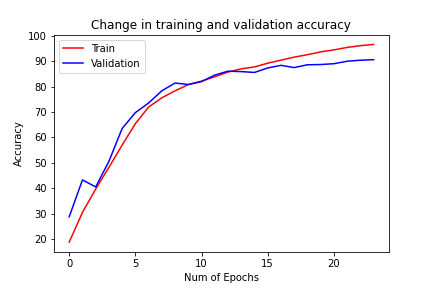 Change in training and validation accuracy
Train
Validation
100
90
80
70
60
50
40
30
20
Accuracy
0
5
10
15
20
Num of Epochs